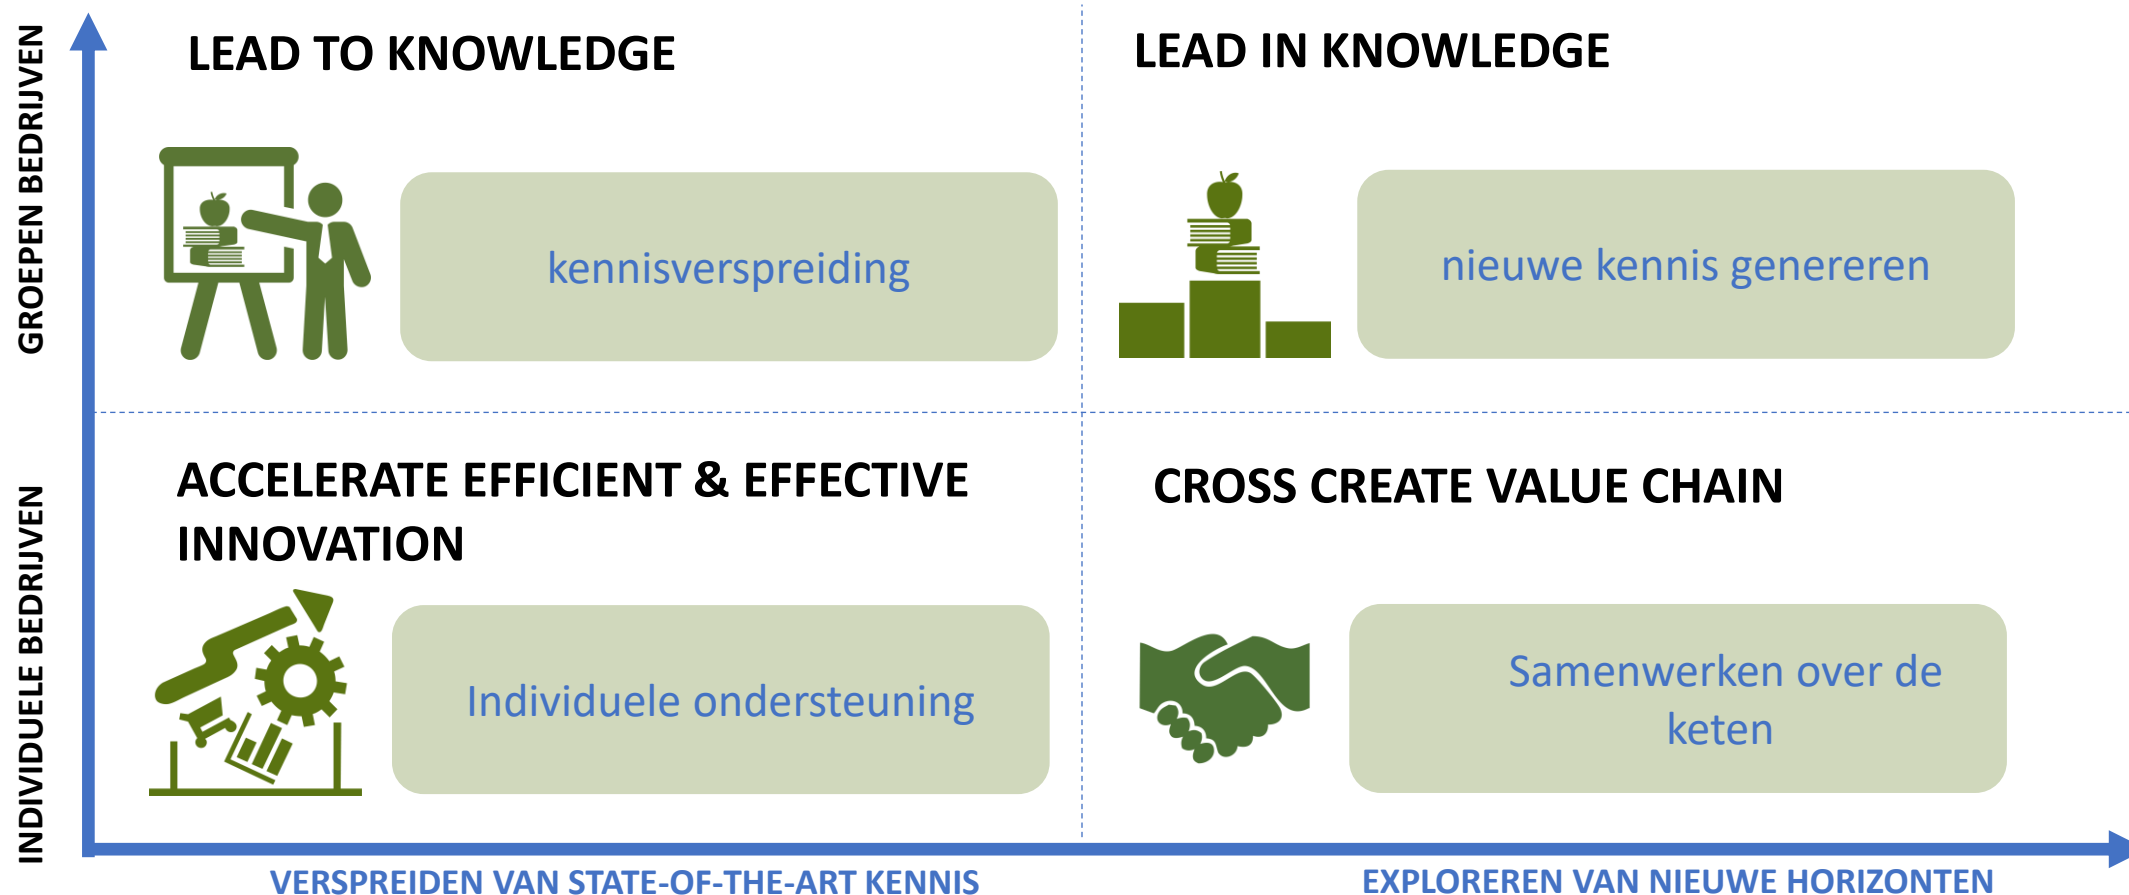 GROEPEN BEDRIJVEN
LEAD TO KNOWLEDGE
kennisverspreiding
LEAD IN KNOWLEDGE
nieuwe kennis genereren
INDIVIDUELE BEDRIJVEN
ACCELERATE EFFICIENT & EFFECTIVE
INNOVATION
Individuele ondersteuning
CROSS CREATE VALUE CHAIN
Samenwerken over de
keten
VERSPREIDEN VAN STATE-OF-THE-ART KENNIS
EXPLOREREN VAN NIEUWE HORIZONTEN